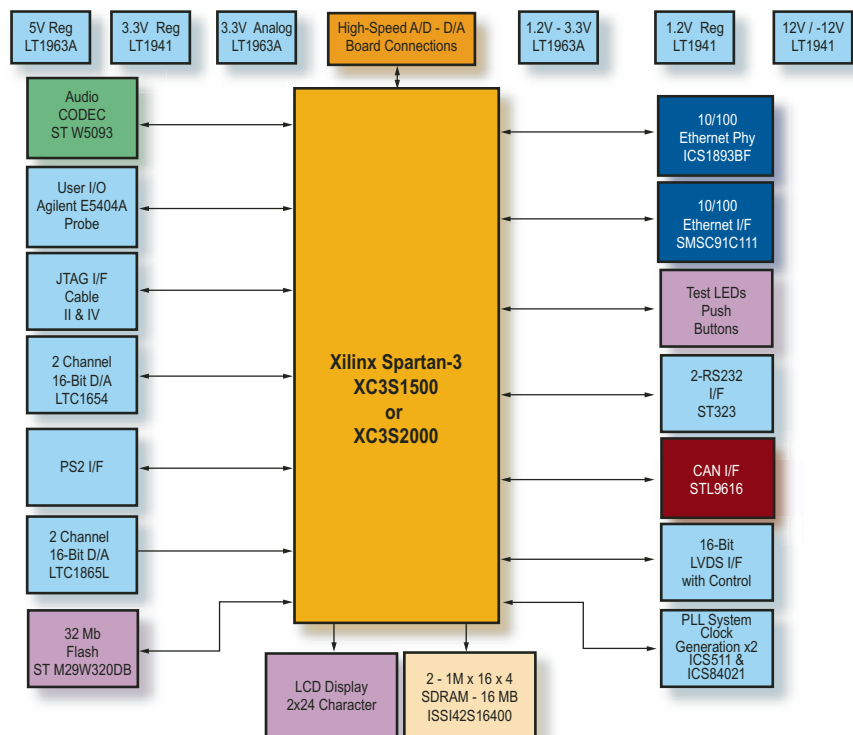 5V Reg
LT1963A
3.3V Reg
LT1941
3.3V Analog
LT1963A
High-Speed A/D - D/A
Board Connections
1.2V - 3.3V
LT1963A
1.2V Reg
LT1941
12V / -12V
LT1941
Audio
CODEC
ST W5093
User I/O
Agilent E5404A
Probe
JTAG I/F
Cable
II & IV
2 Channel
16-Bit D/A
LTC1654
PS2 I/F
2 Channel
16-Bit D/A
LTC1865L
32 Mb
Flash
ST M29W320DB
Xilinx Spartan-3
XC3S1500
or
XC3S2000
10/100
Ethernet Phy
ICS1893BF
10/100
Ethernet I/F
SMSC91C111
Test LEDs
Push
Buttons
2-RS232
I/F
ST323
CAN I/F
STL9616
16-Bit
LVDS I/F
with Control
PLL System
Clock
Generation x2
ICS511 &
ICS84021
LCD Display
2x24 Character
2 - 1M x 16 x 4
SDRAM - 16 MB
ISSI42S16400